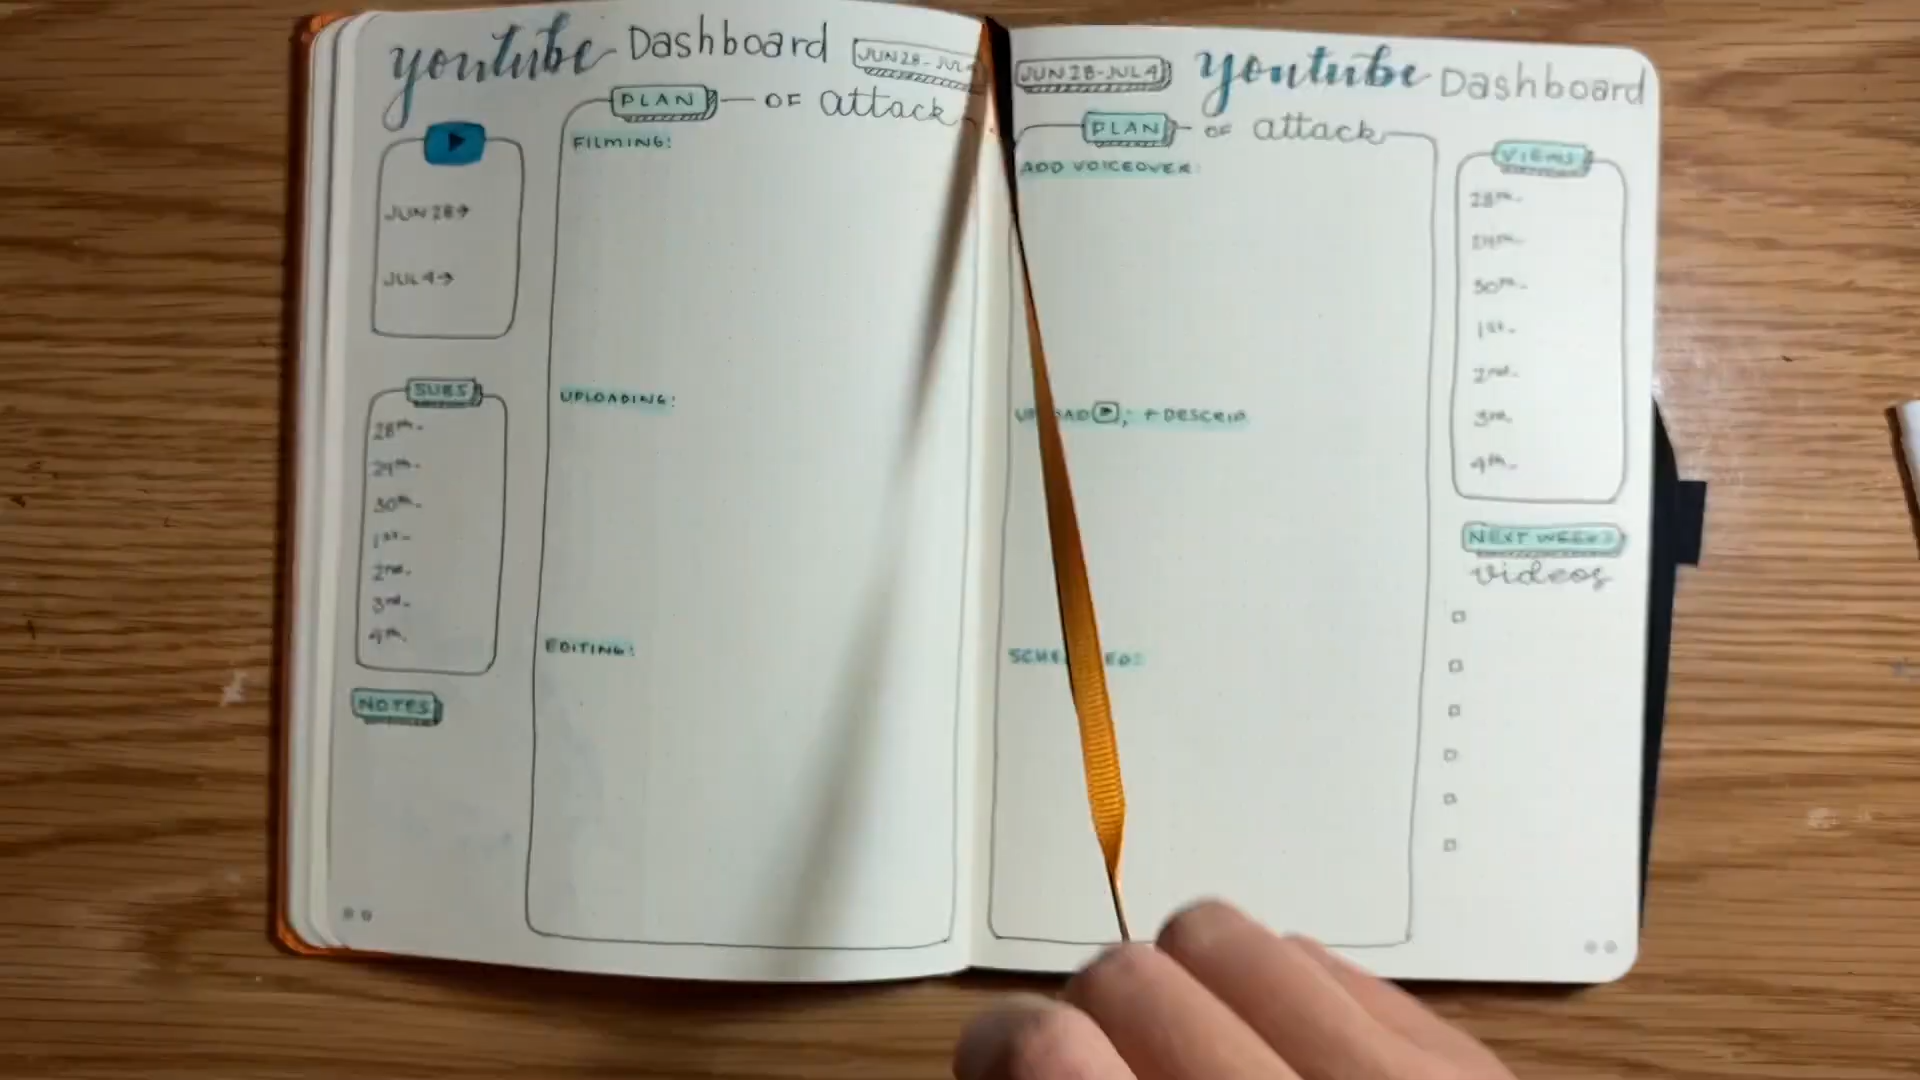 youtube Dashboard JUN 28-JUL 4
PLAN OF attack
FILMING:
JUN 28→
JUL 4→
UPLOADING:
SUBS
28th-
29th-
30th-
1st-
2nd-
3rd-
4th-
EDITING:
NOTES
JUN 28-JUL 4 youtube Dashboard
PLAN OF attack
ADD VOICEOVER:
VIEWS
28th-
29th-
30th-
1st-
2nd-
3rd-
4th-
+ DESCRIP.
NEXT WEEK'S
videos